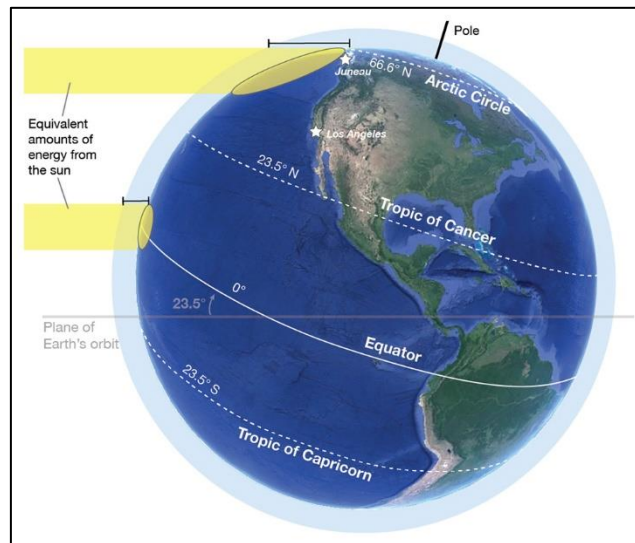 Pole
Juneau
66.6° N
Arctic Circle
Equivalent
amounts of
energy from
the sun
Los Angeles
23.5° N
Tropic of Cancer
0°
23.5°
Plane of
Earth's orbit
Equator
23.5° S
Tropic of Capricorn